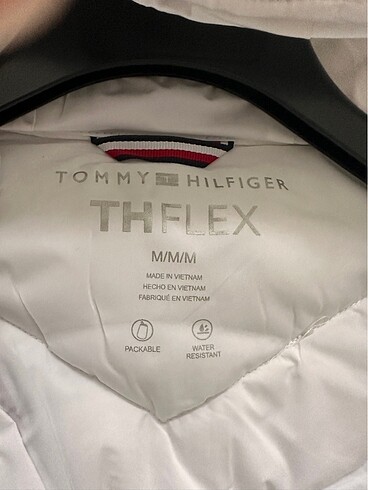 TOMMY HILFIGER
THFLEX
M/M/M
MADE IN VIETNAM
HECHO EN VIETNAM
FABRIQUÉ EN VIETNAM
PACKABLE
WATER
RESISTANT